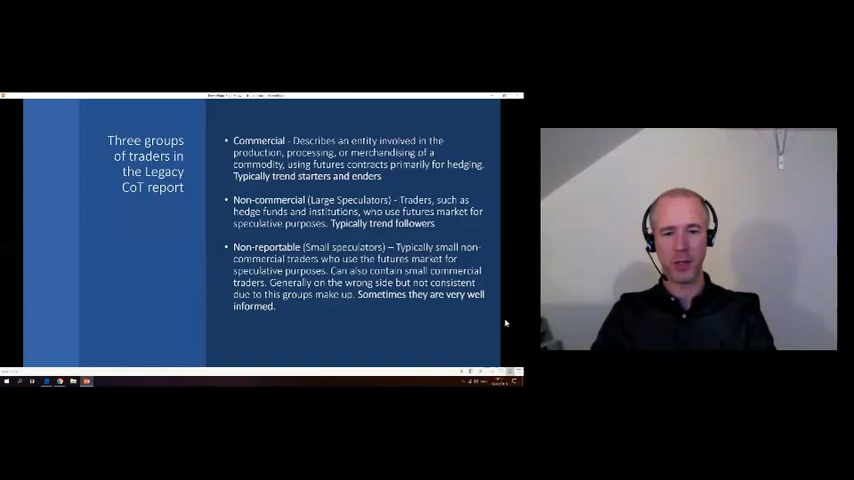 Three groups
of traders in
the Legacy
CoT report
• Commercial - Describes an entity involved in the
production, processing, or merchandising of a
commodity, using futures contracts primarily for hedging.
Typically trend starters and enders
• Non-commercial (Large Speculators) - Traders, such as
hedge funds and institutions, who use futures market for
speculative purposes. Typically trend followers
• Non-reportable (Small speculators) – Typically small non-
commercial traders who use the futures market for
speculative purposes. Can also contain small commercial
traders. Generally on the wrong side but not consistent
due to this groups make up. Sometimes they are very well
informed.